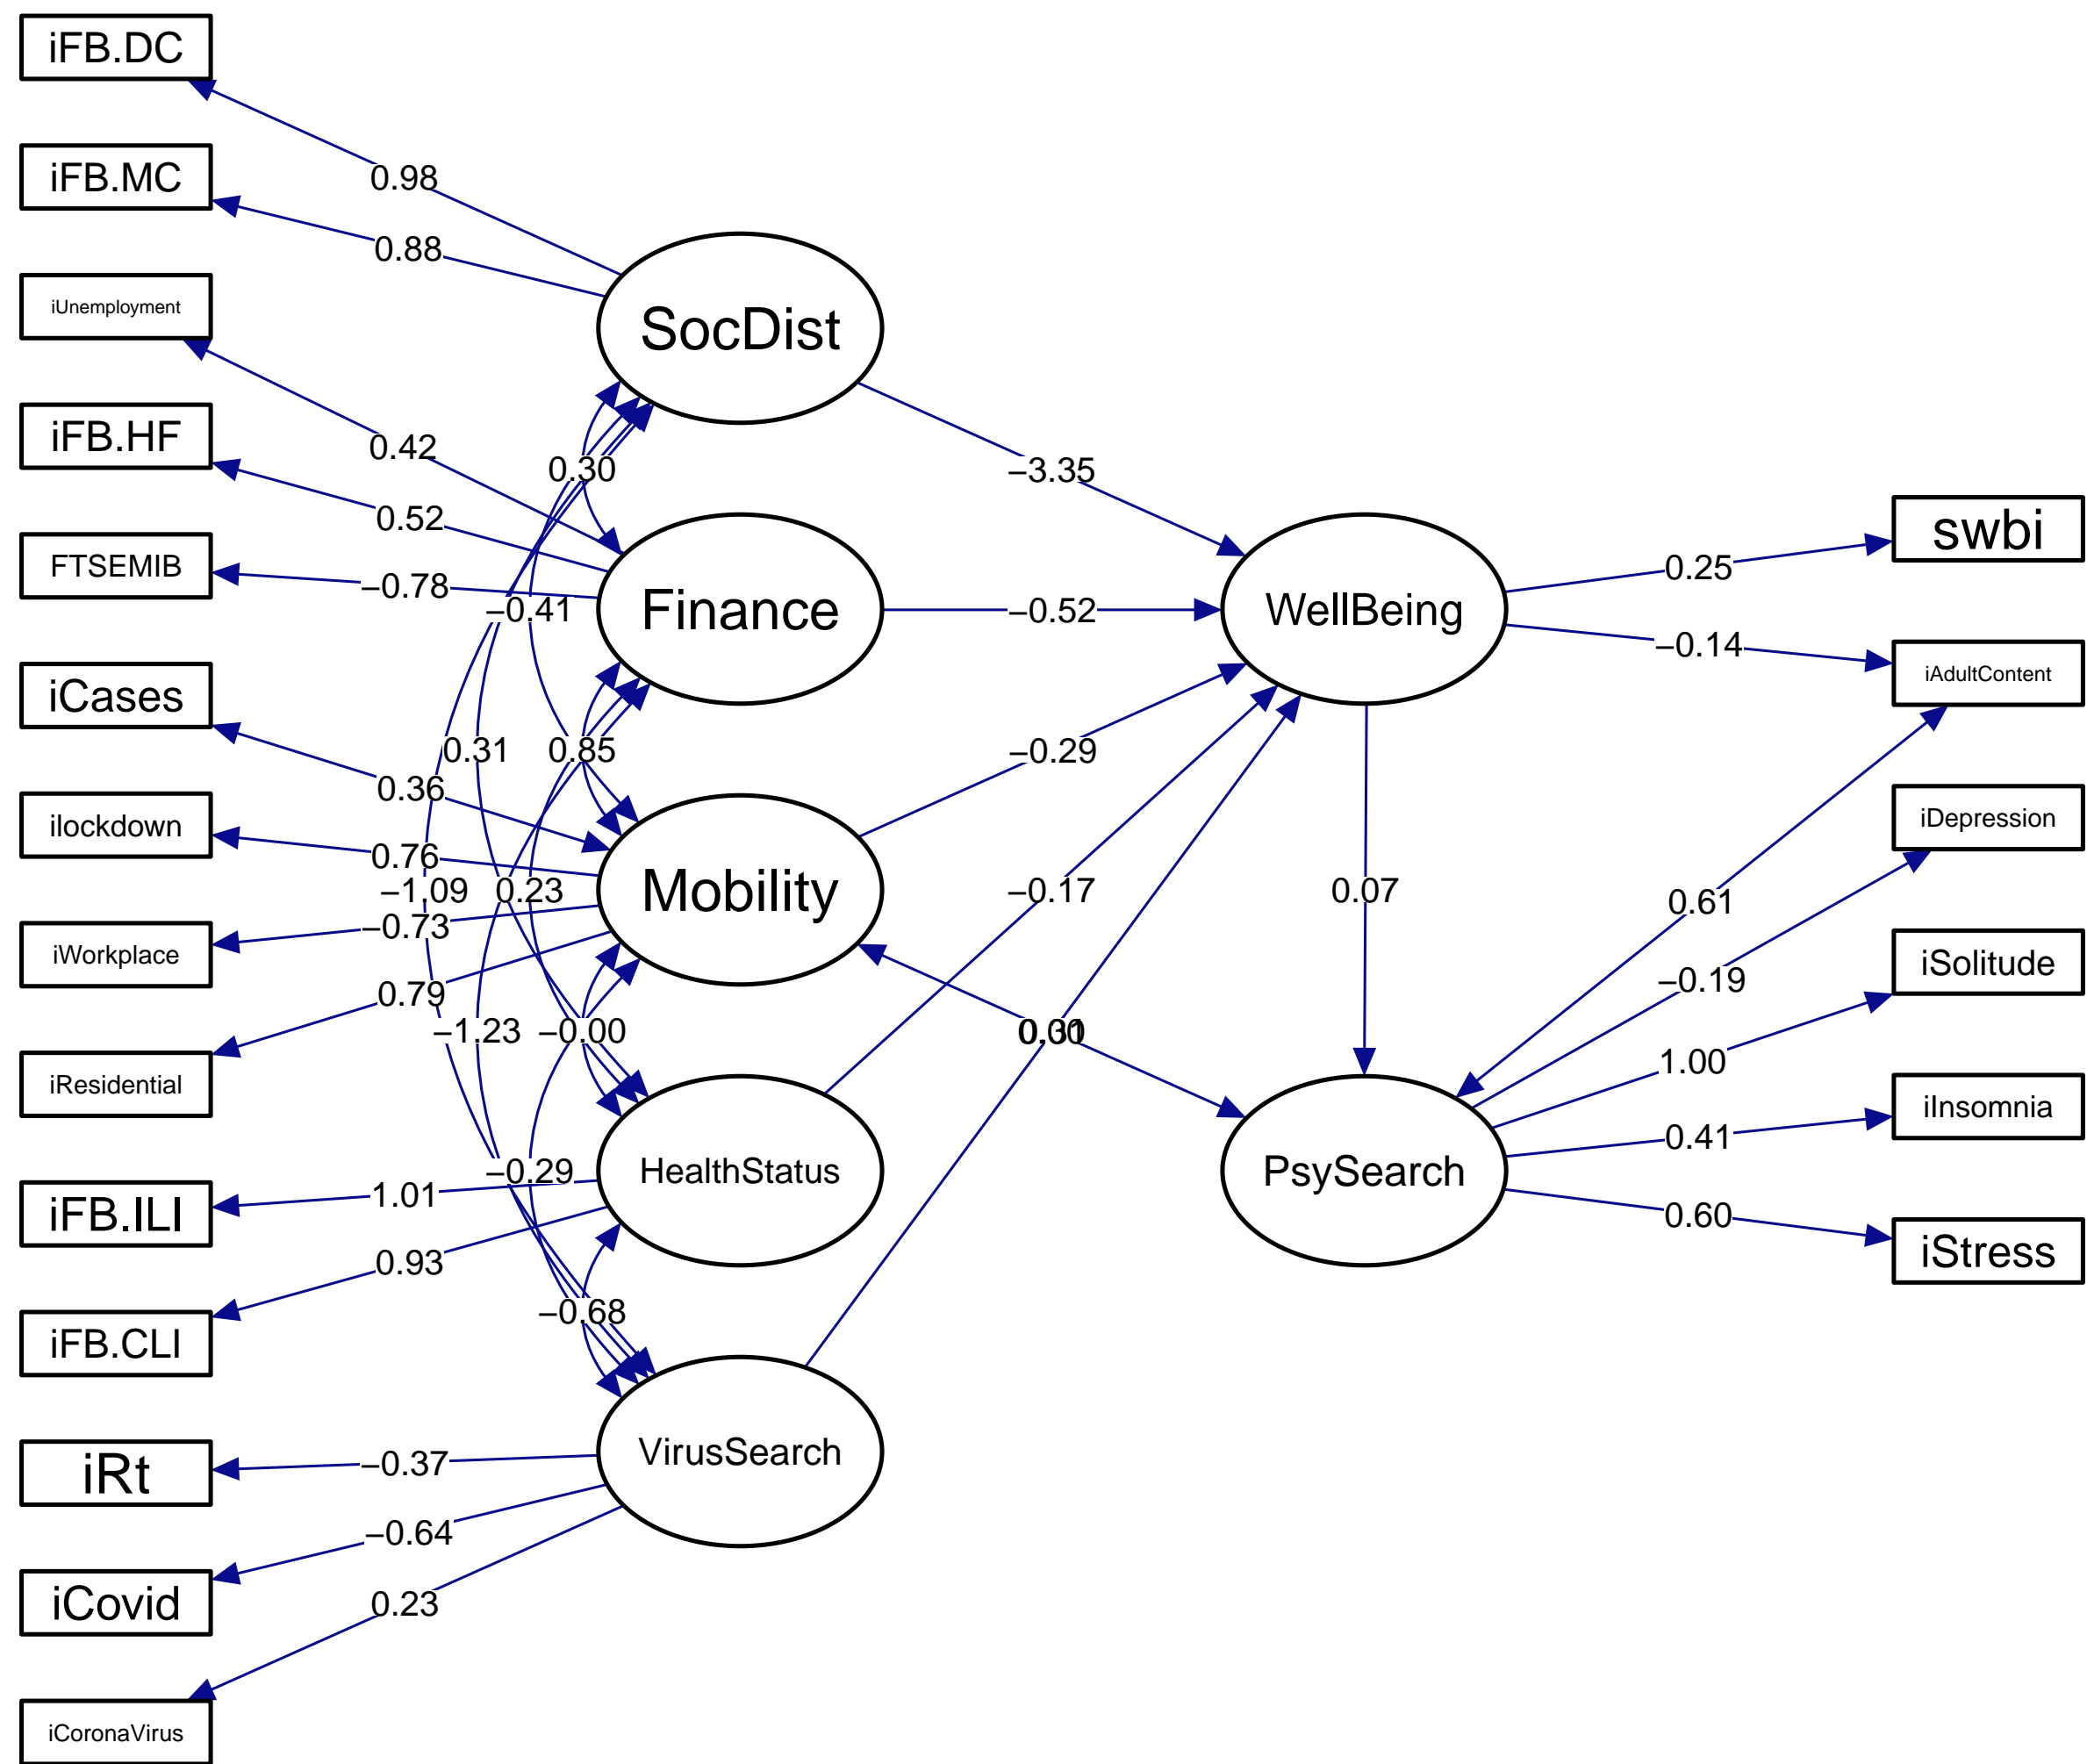 iFB.DC
iFB.MC
iUnemployment
iFB.HF
FTSEMIB
iCases
ilockdown
iWorkplace
iResidential
iFB.ILI
iFB.CLI
iRt
iCovid
iCoronaVirus
0.98
0.88
0.42
0.52
−0.78
0.36
0.76
−0.73
0.79
1.01
0.93
−0.37
−0.64
0.23
0.30
−0.41
0.31
0.85
−1.09
0.23
−1.23
−0.00
−0.29
−0.68
SocDist
Finance
Mobility
HealthStatus
VirusSearch
−3.35
−0.52
−0.29
−0.17
WellBeing
0.07
PsySearch
0.25
−0.14
0.61
−0.19
1.00
0.41
0.60
swbi
iAdultContent
iDepression
iSolitude
iInsomnia
iStress